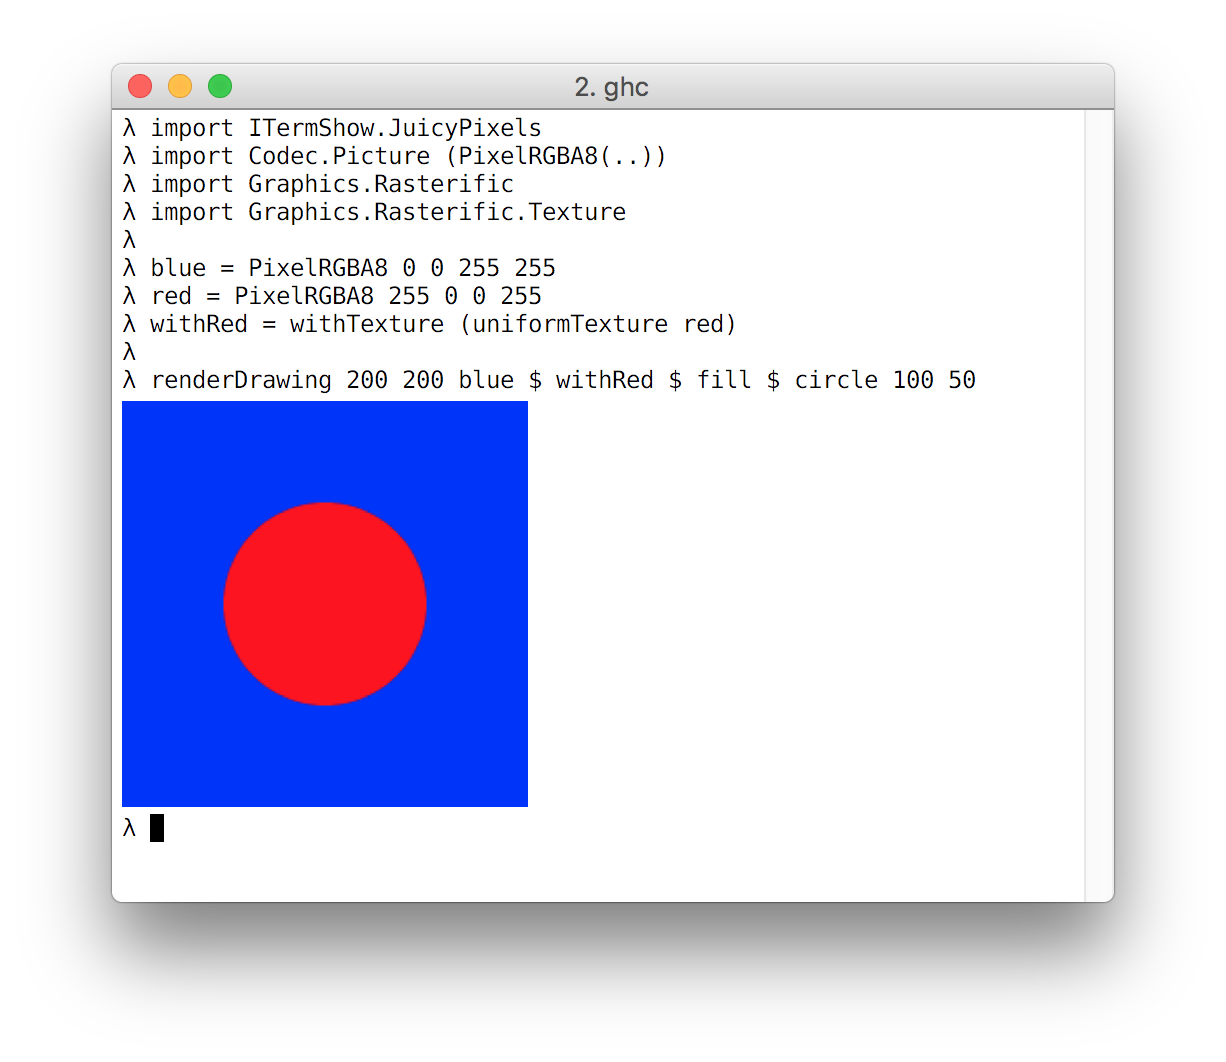 2. ghc
λ import ITermShow.JuicyPixels
λ import Codec.Picture (PixelRGBA8(..))
λ import Graphics.Rasterific
λ import Graphics.Rasterific.Texture
λ
λ blue = PixelRGBA8 0 0 255 255
λ red = PixelRGBA8 255 0 0 255
λ withRed = withTexture (uniformTexture red)
λ
λ renderDrawing 200 200 blue $ withRed $ fill $ circle 100 50
λ